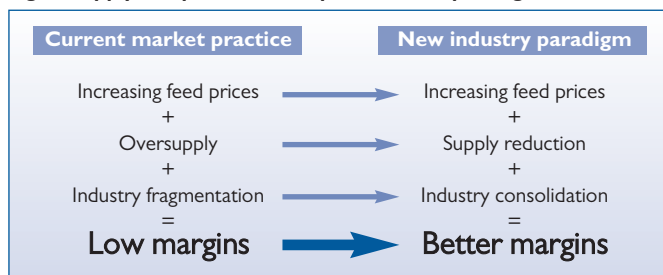 Current market practice
New industry paradigm
Increasing feed prices
Increasing feed prices
+
+
Oversupply
Supply reduction
+
+
Industry fragmentation
Industry consolidation
=
=
Low margins
Better margins